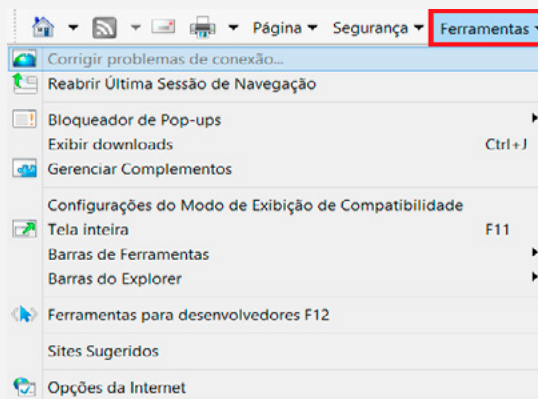 Página Segurança Ferramentas
Corrigir problemas de conexão...
Reabrir Última Sessão de Navegação
Bloqueador de Pop-ups
Exibir downloads Ctrl+J
Gerenciar Complementos
Configurações do Modo de Exibição de Compatibilidade
Tela inteira F11
Barras de Ferramentas
Barras do Explorer
Ferramentas para desenvolvedores F12
Sites Sugeridos
Opções da Internet